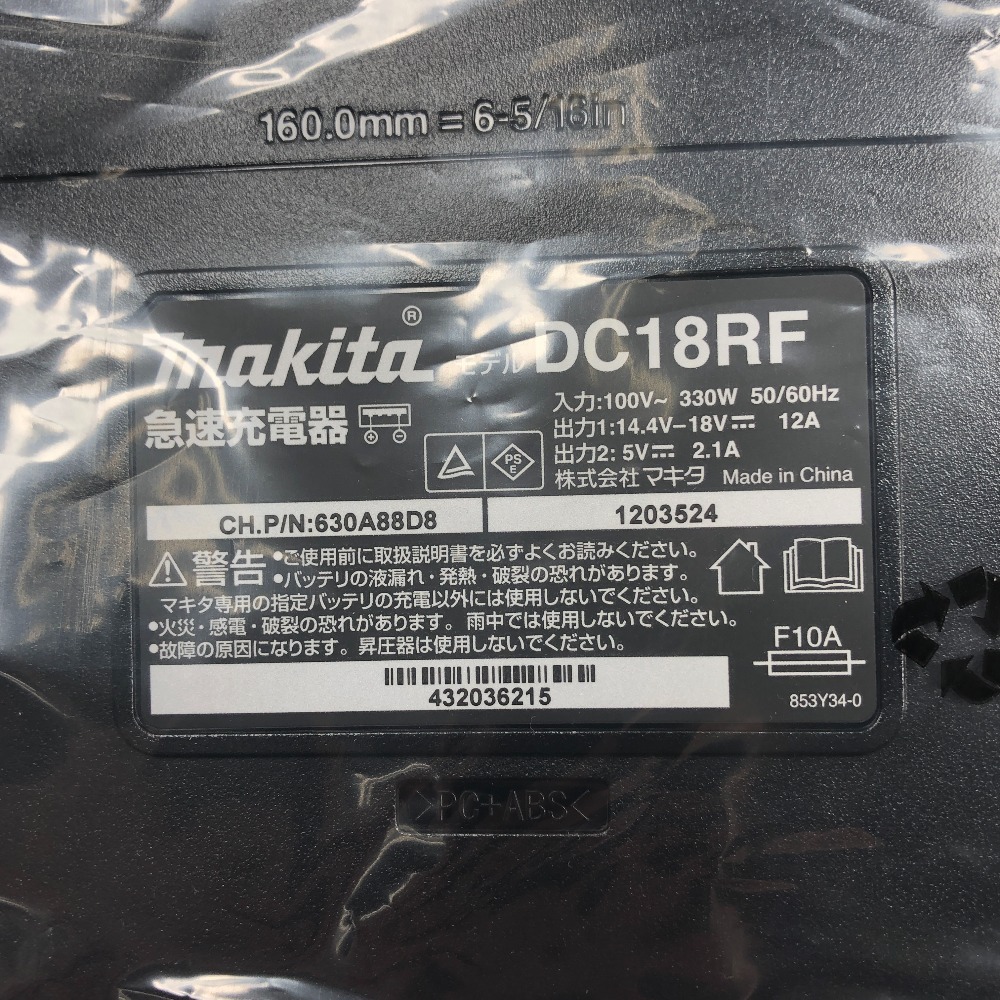 160.0mm = 6-5/16in
makita® モデル DC18RF
急速充電器
入力:100V~ 330W 50/60Hz
出力1:14.4V-18V⎓ 12A
出力2:5V⎓ 2.1A
PS
E
株式会社 マキタ Made in China
CH.P/N:630A88D8
1203524
警告 •ご使用前に取扱説明書を必ずよくお読みください。
•バッテリの液漏れ・発熱・破裂の恐れがあります。
マキタ専用の指定バッテリの充電以外には使用しないでください。
•火災・感電・破裂の恐れがあります。雨中では使用しないでください。
•故障の原因になります。昇圧器は使用しないでください。
F10A
432036215
853Y34-0
>PC+ABS<